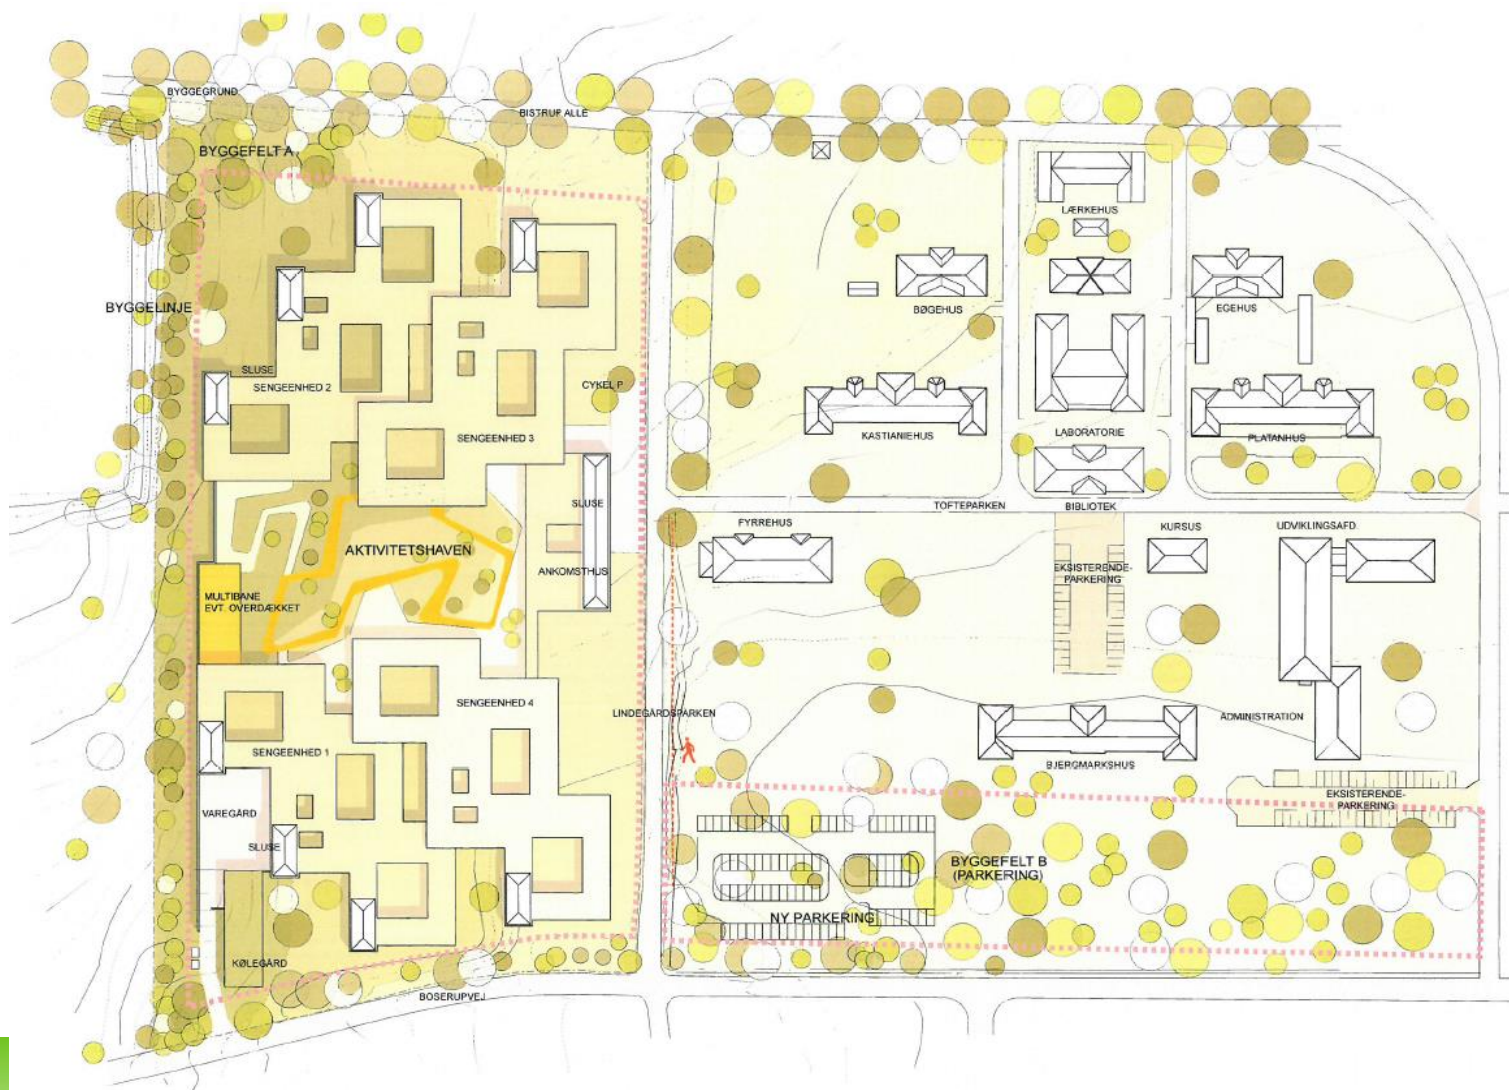 BYGGEGRUND
BISTRUP ALLE
BYGGEFELT A
LÆRKEHUS
BYGGELINJE
BØGEHUS
EGEHUS
SLUSE
SENGEENHED 2
CYKEL P
SENGEENHED 3
KASTIANIEHUS
LABORATORIE
PLATANHUS
SLUSE
TOFTEPARKEN
BIBLIOTEK
FYRREHUS
KURSUS
UDVIKLINGSAFD.
AKTIVITETSHAVEN
ANKOMSTHUS
EKSISTERENDE-
PARKERING
MULTIBANE
EVT. OVERDÆKKET
SENGEENHED 4
LINDEGÅRDSPARKEN
ADMINISTRATION
SENGEENHED 1
BJERGMARKSHUS
EKSISTERENDE-
PARKERING
VAREGÅRD
SLUSE
BYGGEFELT B
(PARKERING)
NY PARKERING
KØLEGÅRD
BOSERUPVEJ